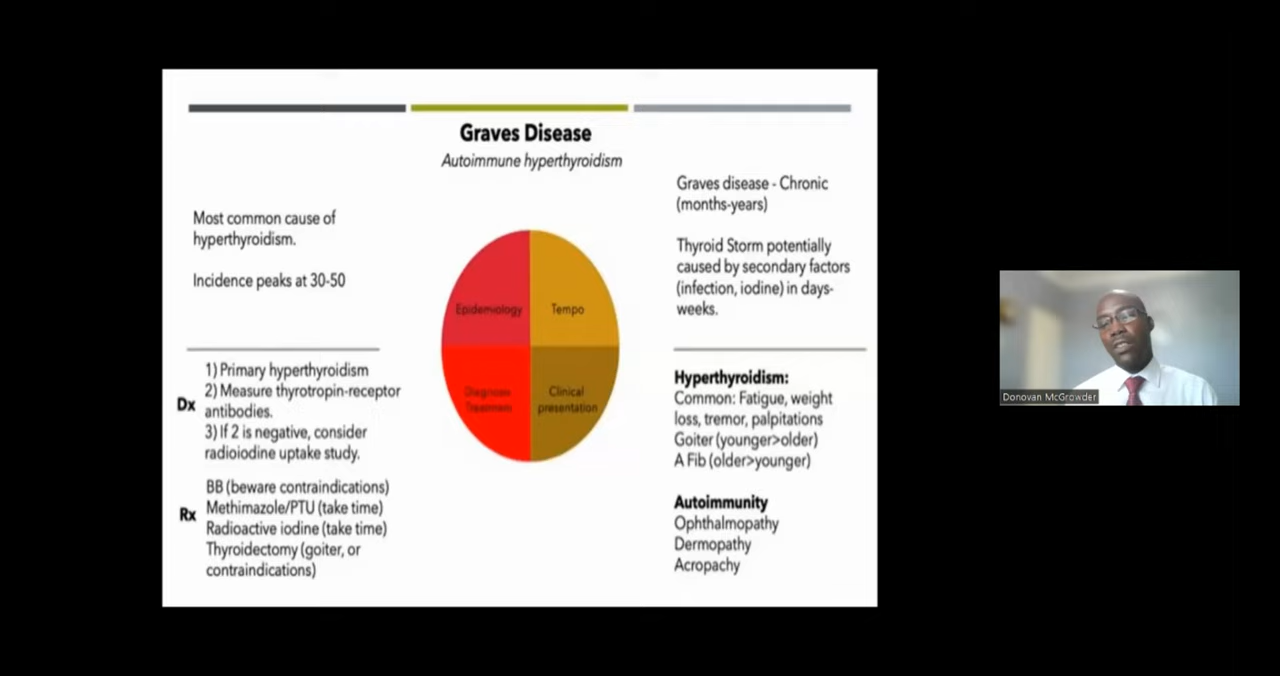 Graves Disease
Autoimmune hyperthyroidism
Most common cause of
hyperthyroidism.
Incidence peaks at 30-50
Graves disease - Chronic
(months-years)
Thyroid Storm potentially
caused by secondary factors
(infection, iodine) in days-
weeks.
Epidemiology
Tempo
Diagnosis
Treatment
Clinical
presentation
Dx
1) Primary hyperthyroidism
2) Measure thyrotropin-receptor
antibodies.
3) If 2 is negative, consider
radioiodine uptake study.
Rx
BB (beware contraindications)
Methimazole/PTU (take time)
Radioactive iodine (take time)
Thyroidectomy (goiter, or
contraindications)
Hyperthyroidism:
Common: Fatigue, weight
loss, tremor, palpitations
Goiter (younger>older)
A Fib (older>younger)
Autoimmunity
Ophthalmopathy
Dermopathy
Acropachy
Donovan McGrowder